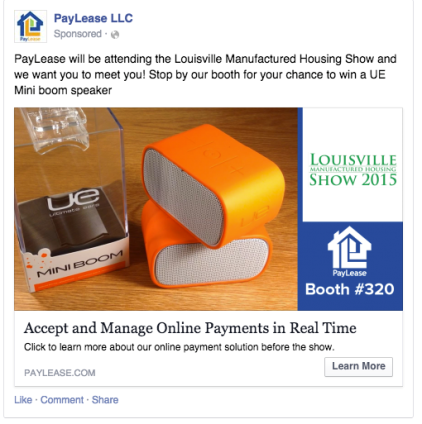 PayLease LLC
Sponsored ·
PayLease will be attending the Louisville Manufactured Housing Show and
we want you to meet you! Stop by our booth for your chance to win a UE
Mini boom speaker
ue
MINI BOOM
LOUISVILLE
MANUFACTURED HOUSING
SHOW 2015
PayLease
Booth #320
Accept and Manage Online Payments in Real Time
Click to learn more about our online payment solution before the show.
PAYLEASE.COM
Learn More
Like · Comment · Share